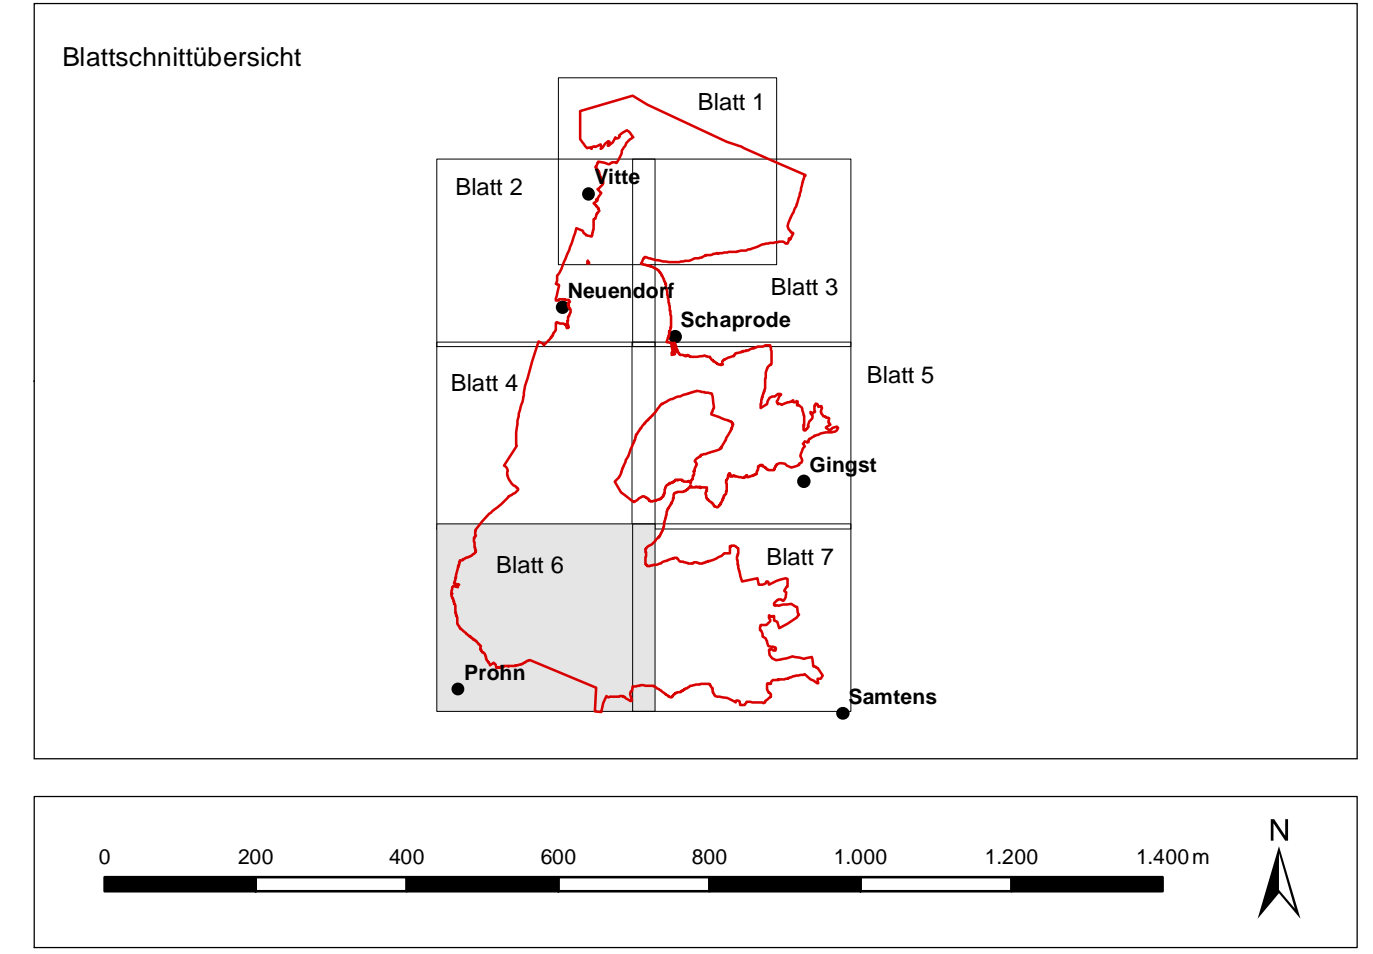 Blattschnittübersicht
Blatt 1
Blatt 2
Vitte
Blatt 3
Neuendorf
Schaprode
Blatt 4
Blatt 5
Gingst
Blatt 6
Blatt 7
Prohn
Samtens
N
0 200 400 600 800 1.000 1.200 1.400 m